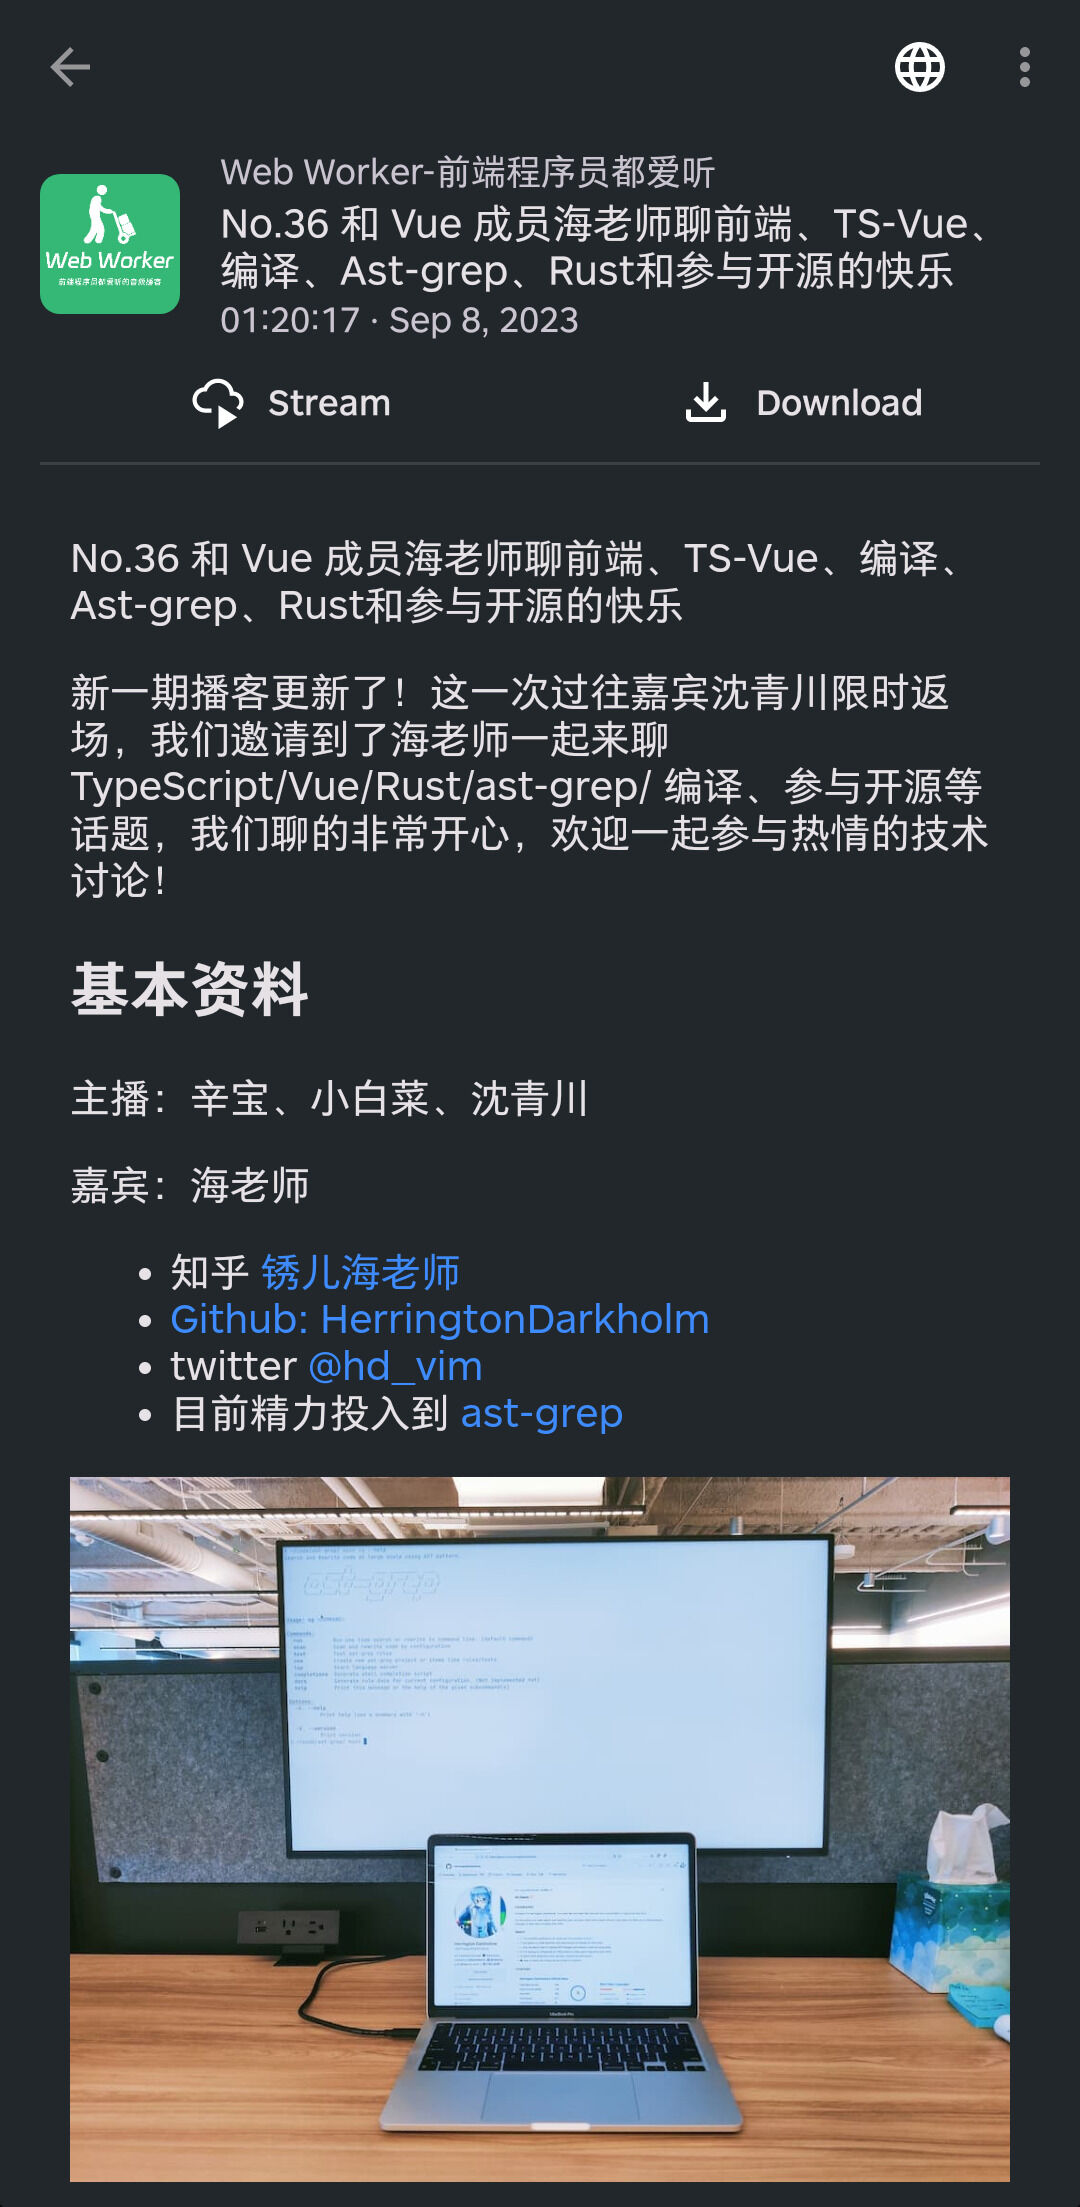 Web Worker-前端程序员都爱听
No.36 和 Vue 成员海老师聊前端、TS-Vue、
编译、Ast-grep、Rust和参与开源的快乐
01:20:17 · Sep 8, 2023
Web Worker
前端程序员都爱听的音频播客
Stream
Download
No.36 和 Vue 成员海老师聊前端、TS-Vue、编译、
Ast-grep、Rust和参与开源的快乐
新一期播客更新了！这一次过往嘉宾沈青川限时返
场，我们邀请到了海老师一起来聊
TypeScript/Vue/Rust/ast-grep/ 编译、参与开源等
话题，我们聊的非常开心，欢迎一起参与热情的技术
讨论！
基本资料
主播：辛宝、小白菜、沈青川
嘉宾：海老师
• 知乎 锈儿海老师
• Github: HerringtonDarkholm
• twitter @hd_vim
• 目前精力投入到 ast-grep